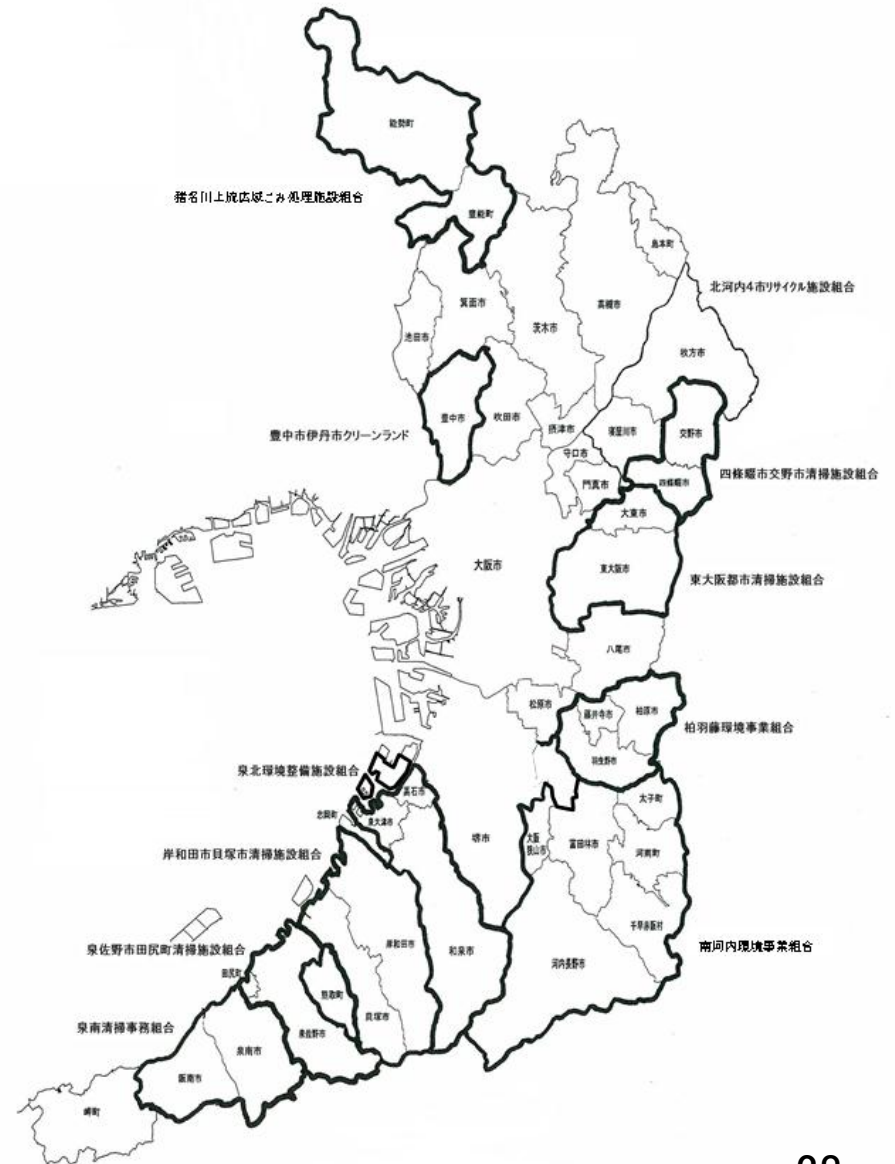 能勢町
猪名川上流広域ごみ処理施設組合
豊能町
島本町
北河内4市リサイクル施設組合
箕面市
高槻市
茨木市
池田市
枚方市
豊中市
吹田市
摂津市
寝屋川市
交野市
豊中市伊丹市クリーンランド
守口市
門真市
四條畷市
四條畷市交野市清掃施設組合
大東市
大阪市
東大阪市
東大阪都市清掃施設組合
八尾市
松原市
藤井寺市
柏原市
柏羽藤環境事業組合
羽曳野市
泉北環境整備施設組合
高石市
太子町
忠岡町
泉大津市
堺市
大阪
狭山市
富田林市
河南町
岸和田市貝塚市清掃施設組合
千早赤阪村
泉佐野市田尻町清掃施設組合
岸和田市
和泉市
南河内環境事業組合
河内長野市
田尻町
熊取町
貝塚市
泉南清掃事務組合
泉佐野市
泉南市
阪南市
岬町